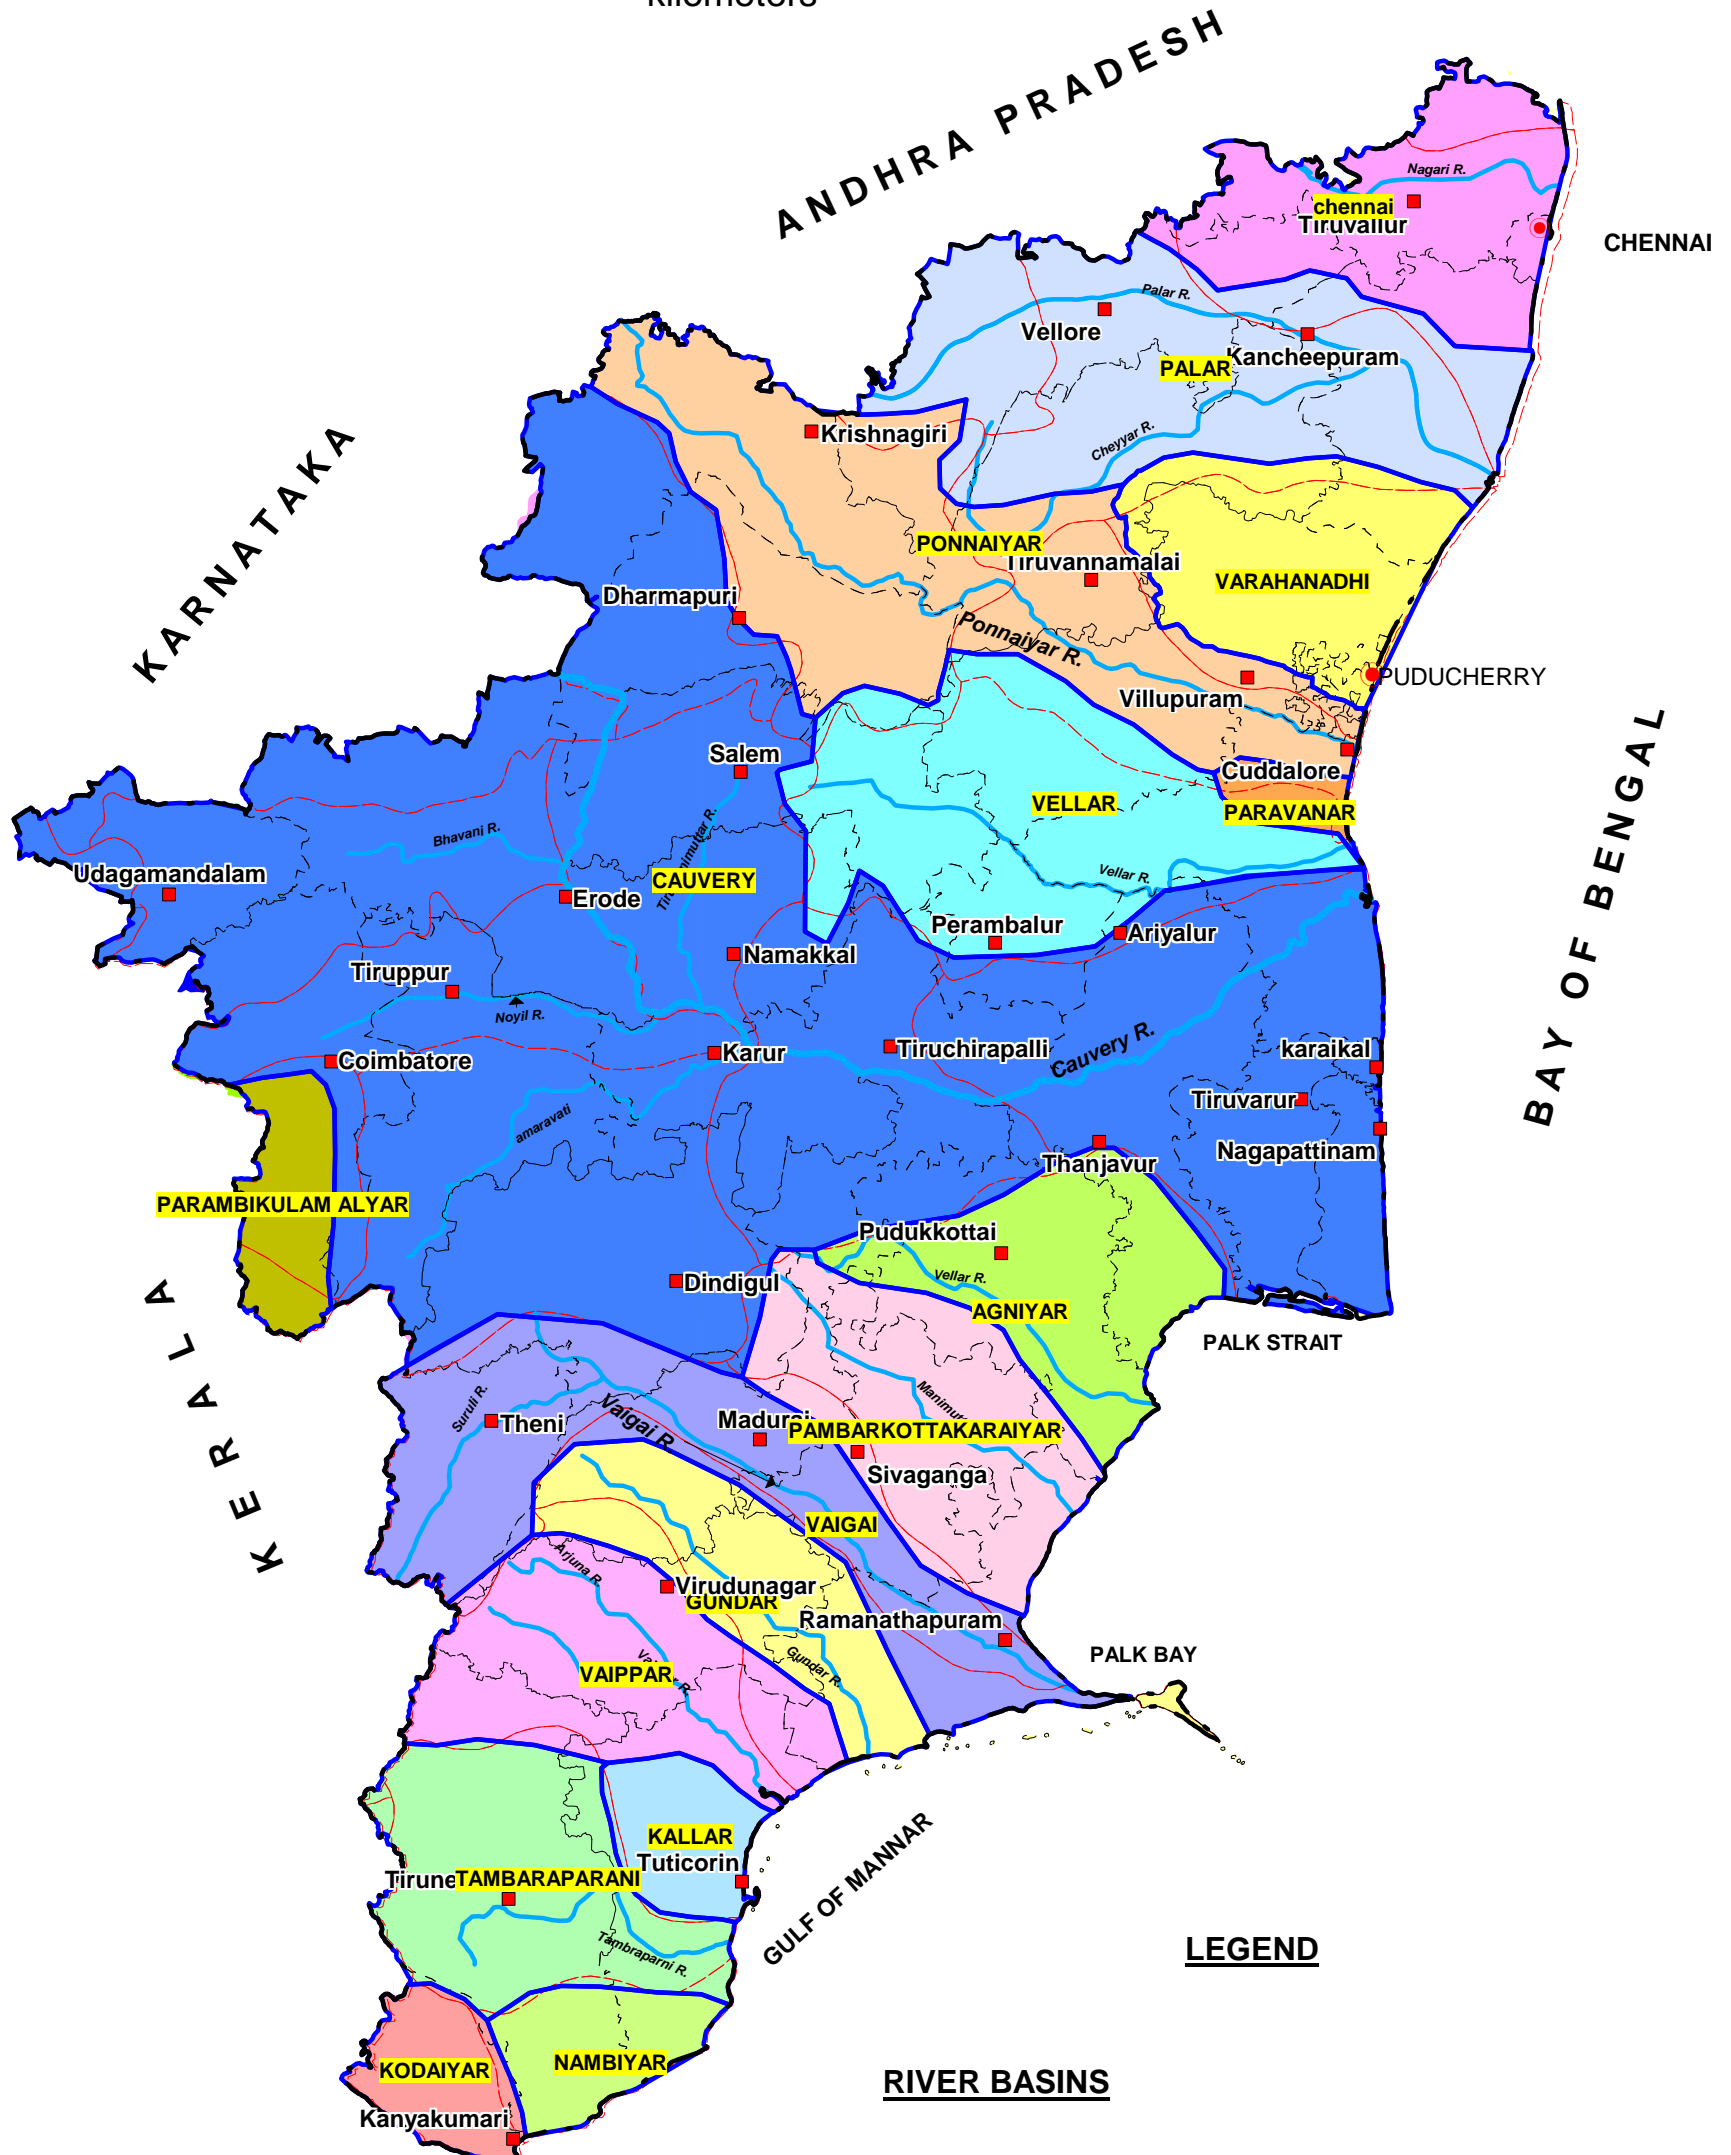 kilometers
ANDHRA PRADESH
Nagari R.
chennai
Tiruvallur
CHENNAI
Palar R.
Vellore
Kancheepuram
PALAR
Krishnagiri
Cheyyar R.
KARNATAKA
PONNAIYAR
Tiruvannamalai
VARAHANADHI
Dharmapuri
Ponnaiyar R.
PUDUCHERRY
Villupuram
Salem
Cuddalore
VELLAR
PARAVANAR
BAY OF BENGAL
Bhavani R.
Udagamandalam
CAUVERY
Vellar R.
Erode
Perambalur
Ariyalur
Namakkal
Tiruppur
Noyil R.
Cauvery R.
Coimbatore
Karur
Tiruchirapalli
karaikal
Tiruvarur
amaravati
Nagapattinam
Thanjavur
PARAMBIKULAM ALYAR
Pudukkottai
Vellar R.
Dindigul
AGNIYAR
KERALA
PALK STRAIT
Suruli R.
Theni
Vaigai R
Madurai
PAMBARKOTTAKARAIYAR
Sivaganga
VAIGAI
Arjuna R.
Virudunagar
GUNDAR
Ramanathapuram
Gundar R.
PALK BAY
VAIPPAR
KALLAR
Tuticorin
TAMBARAPARANI
GULF OF MANNAR
Tambraparni R.
LEGEND
KODAIYAR
NAMBIYAR
RIVER BASINS
Kanyakumari